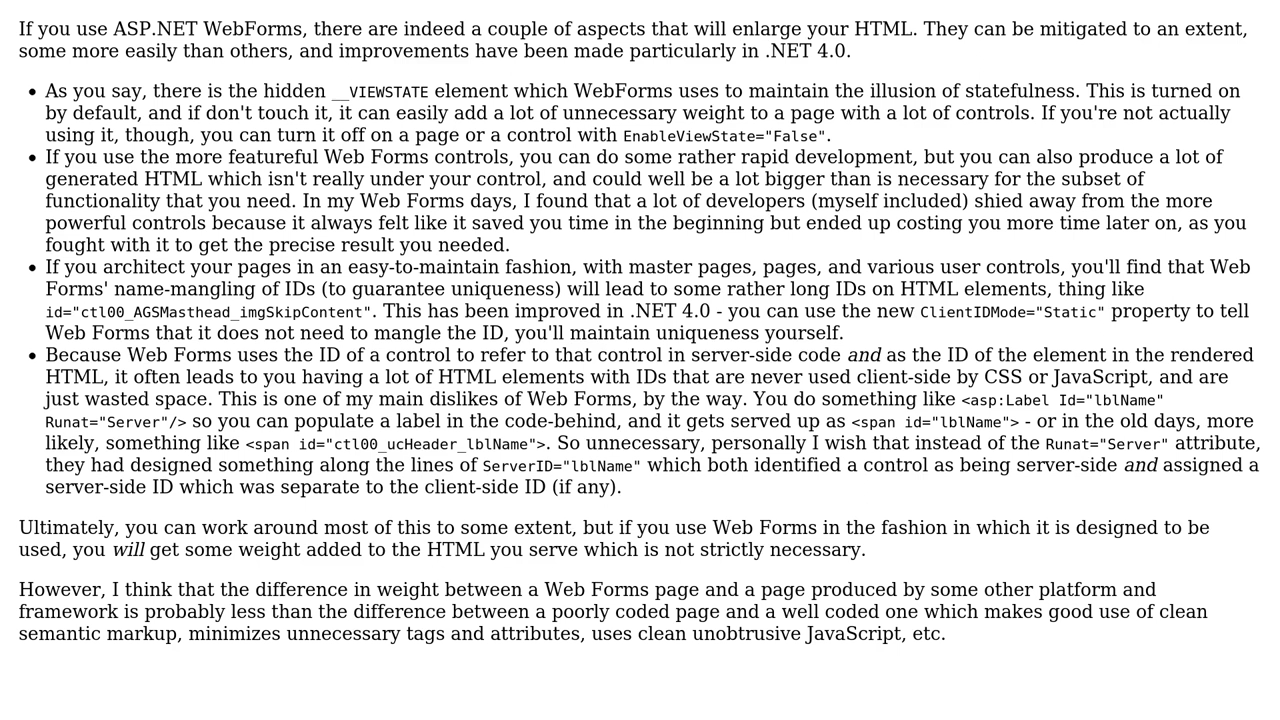 If you use ASP.NET WebForms, there are indeed a couple of aspects that will enlarge your HTML. They can be mitigated to an extent,
some more easily than others, and improvements have been made particularly in .NET 4.0.
• As you say, there is the hidden __VIEWSTATE element which WebForms uses to maintain the illusion of statefulness. This is turned on
by default, and if don't touch it, it can easily add a lot of unnecessary weight to a page with a lot of controls. If you're not actually
using it, though, you can turn it off on a page or a control with EnableViewState="False".
• If you use the more featureful Web Forms controls, you can do some rather rapid development, but you can also produce a lot of
generated HTML which isn't really under your control, and could well be a lot bigger than is necessary for the subset of
functionality that you need. In my Web Forms days, I found that a lot of developers (myself included) shied away from the more
powerful controls because it always felt like it saved you time in the beginning but ended up costing you more time later on, as you
fought with it to get the precise result you needed.
• If you architect your pages in an easy-to-maintain fashion, with master pages, pages, and various user controls, you'll find that Web
Forms' name-mangling of IDs (to guarantee uniqueness) will lead to some rather long IDs on HTML elements, thing like
id="ctl00_AGSMasthead_imgSkipContent". This has been improved in .NET 4.0 - you can use the new ClientIDMode="Static" property to tell
Web Forms that it does not need to mangle the ID, you'll maintain uniqueness yourself.
• Because Web Forms uses the ID of a control to refer to that control in server-side code and as the ID of the element in the rendered
HTML, it often leads to you having a lot of HTML elements with IDs that are never used client-side by CSS or JavaScript, and are
just wasted space. This is one of my main dislikes of Web Forms, by the way. You do something like <asp:Label Id="lblName"
Runat="Server"/> so you can populate a label in the code-behind, and it gets served up as <span id="lblName"> - or in the old days, more
likely, something like <span id="ctl00_ucHeader_lblName">. So unnecessary, personally I wish that instead of the Runat="Server" attribute,
they had designed something along the lines of ServerID="lblName" which both identified a control as being server-side and assigned a
server-side ID which was separate to the client-side ID (if any).
Ultimately, you can work around most of this to some extent, but if you use Web Forms in the fashion in which it is designed to be
used, you will get some weight added to the HTML you serve which is not strictly necessary.
However, I think that the difference in weight between a Web Forms page and a page produced by some other platform and
framework is probably less than the difference between a poorly coded page and a well coded one which makes good use of clean
semantic markup, minimizes unnecessary tags and attributes, uses clean unobtrusive JavaScript, etc.